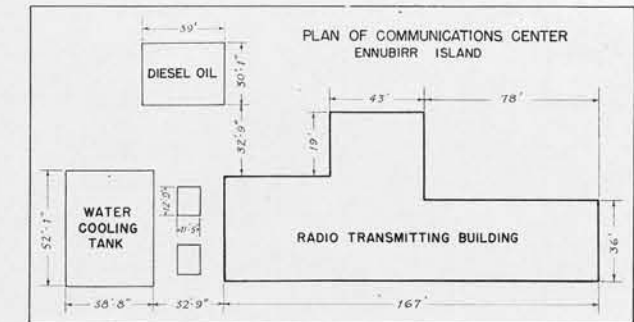 39'
PLAN OF COMMUNICATIONS CENTER
ENNUBIRR ISLAND
DIESEL OIL
30'-1"
43'
78'
32'-9"
19'
52'-1"
WATER
COOLING
TANK
RADIO TRANSMITTING BUILDING
36'
38'-8"
32'-9"
167'